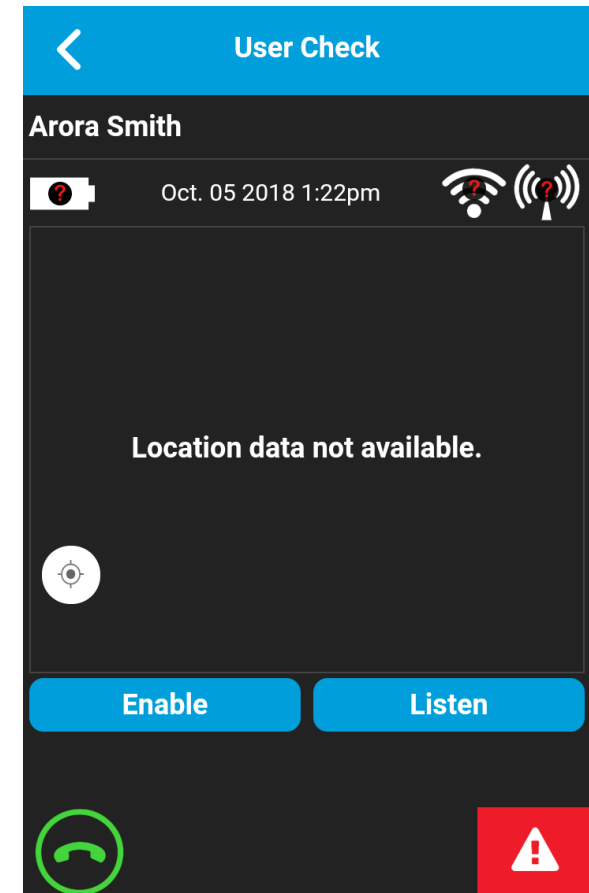 User Check
Arora Smith
? Oct. 05 2018 1:22pm ? ?
Location data not available.
Enable Listen